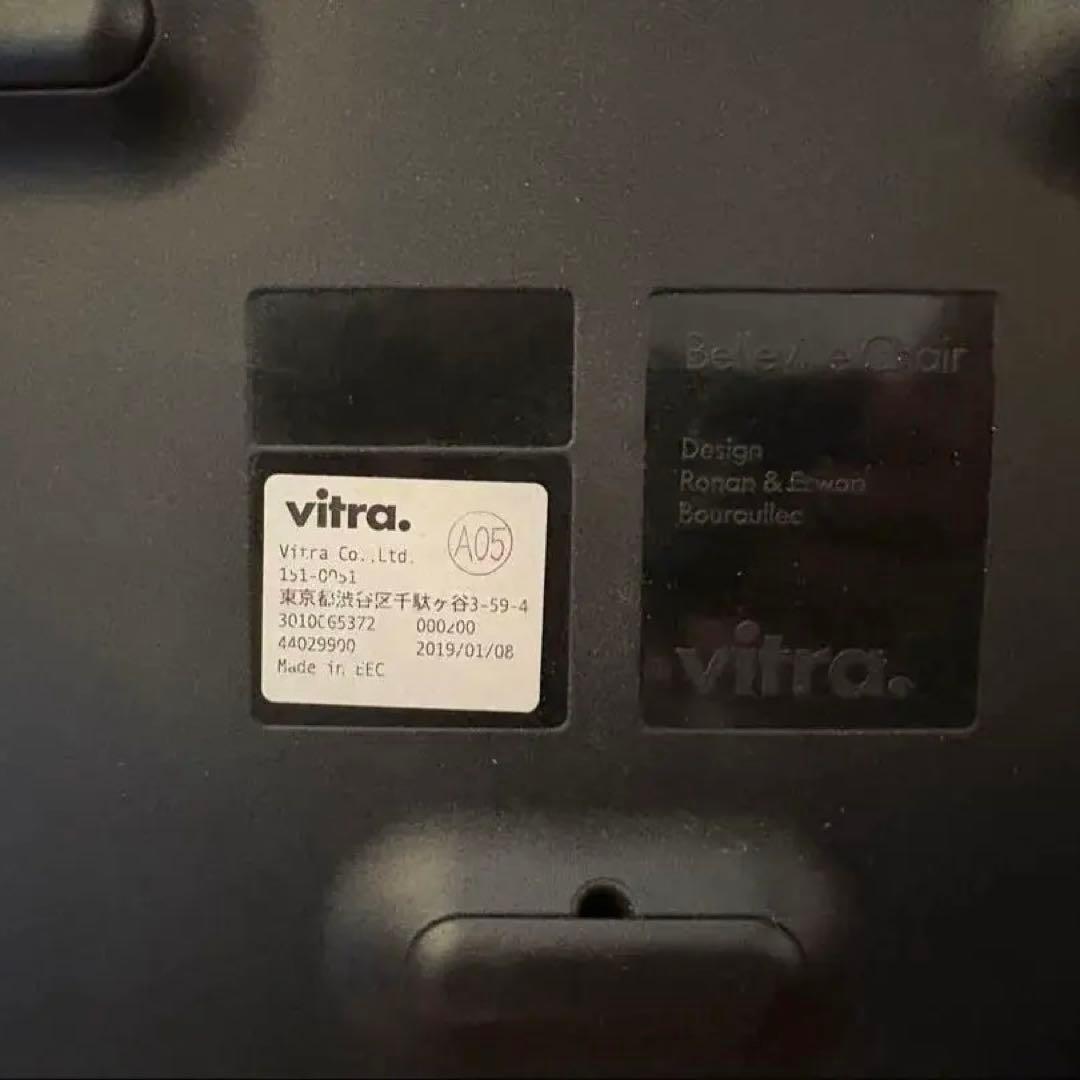 vitra.
A05
Vitra Co.,Ltd.
151-0051
東京都渋谷区千駄ヶ谷3-59-4
3010065372 000200
44029900 2019/01/08
Made in EEC
Belleville Chair
Design
Ronan & Erwan
Bouroullec
vitra.